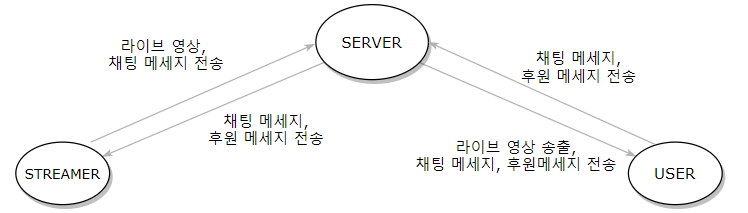 SERVER
라이브 영상,
채팅 메세지 전송
채팅 메세지,
후원 메세지 전송
채팅 메세지,
후원 메세지 전송
라이브 영상 송출,
채팅 메세지, 후원메세지 전송
STREAMER
USER